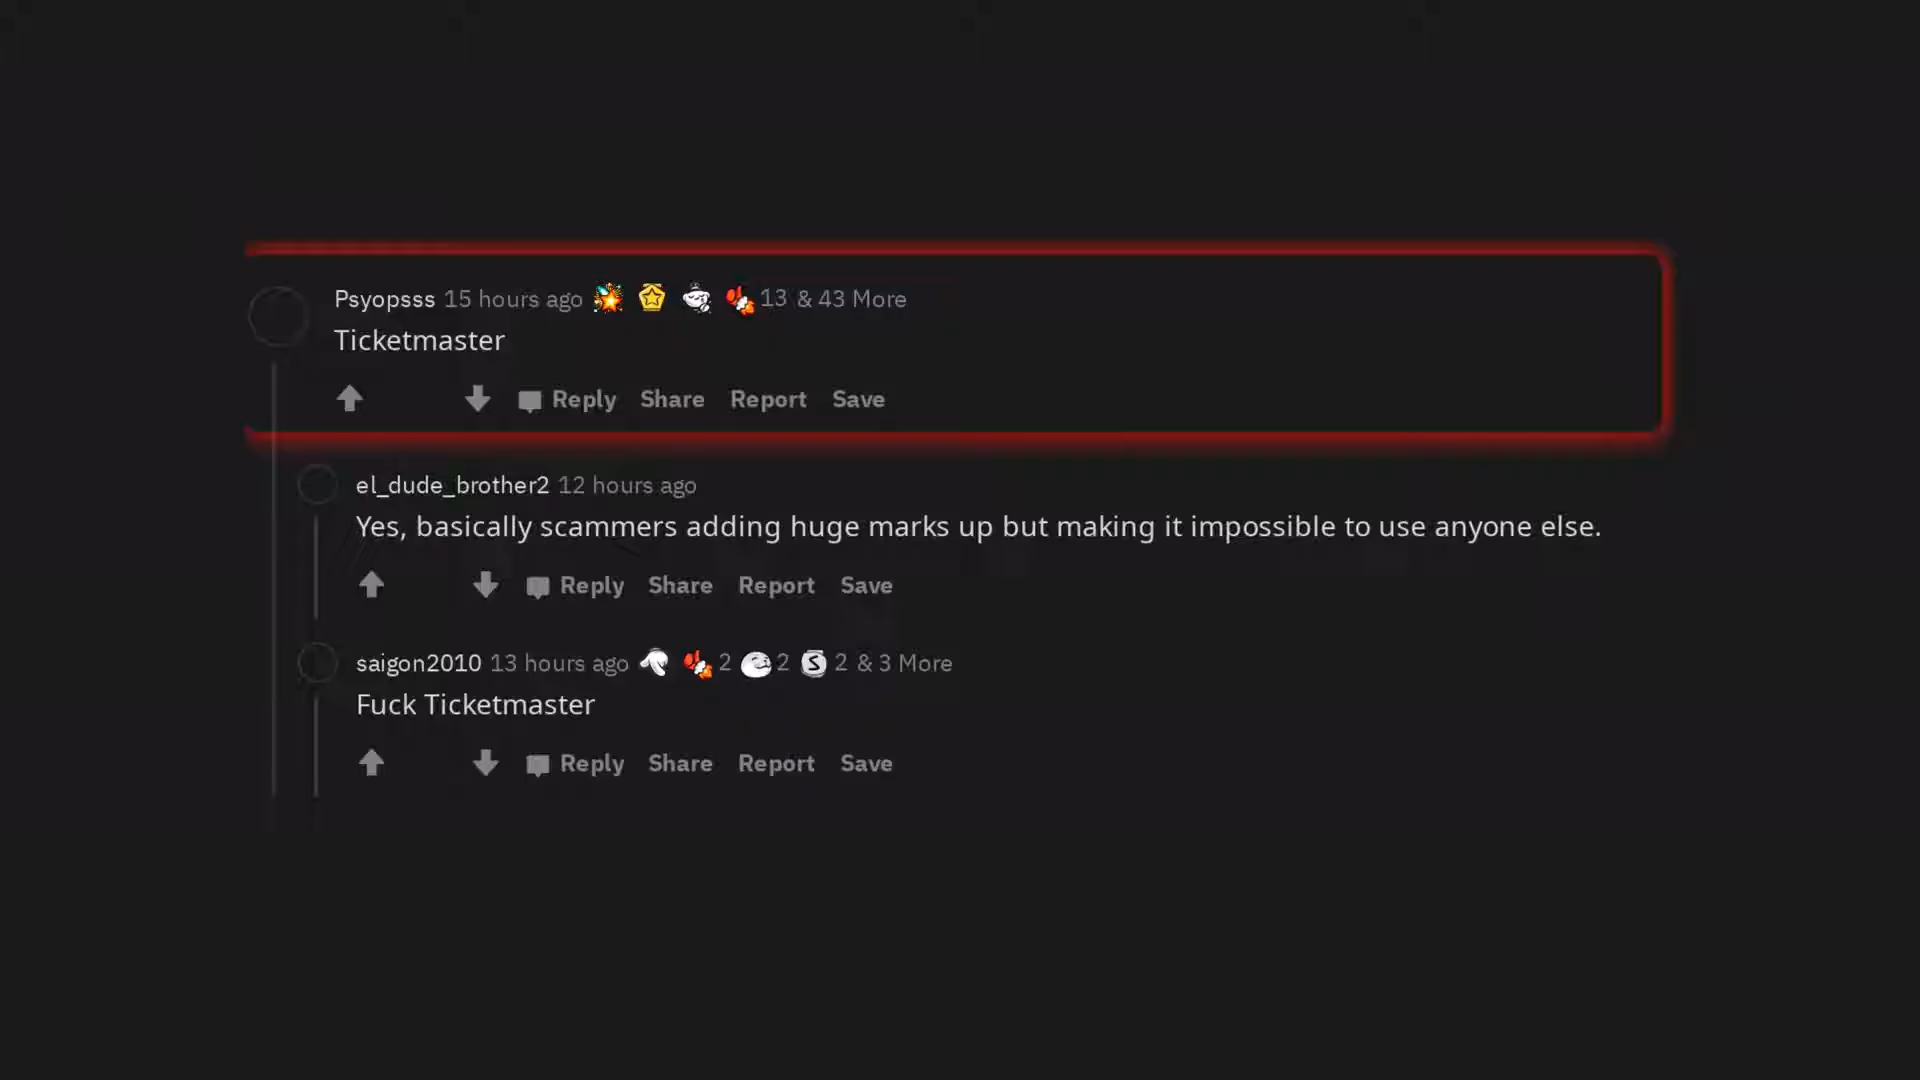 Psyopsss 15 hours ago 13 & 43 More
Ticketmaster
Reply Share Report Save
el_dude_brother2 12 hours ago
Yes, basically scammers adding huge marks up but making it impossible to use anyone else.
Reply Share Report Save
saigon2010 13 hours ago 2 2 S 2 & 3 More
Fuck Ticketmaster
Reply Share Report Save